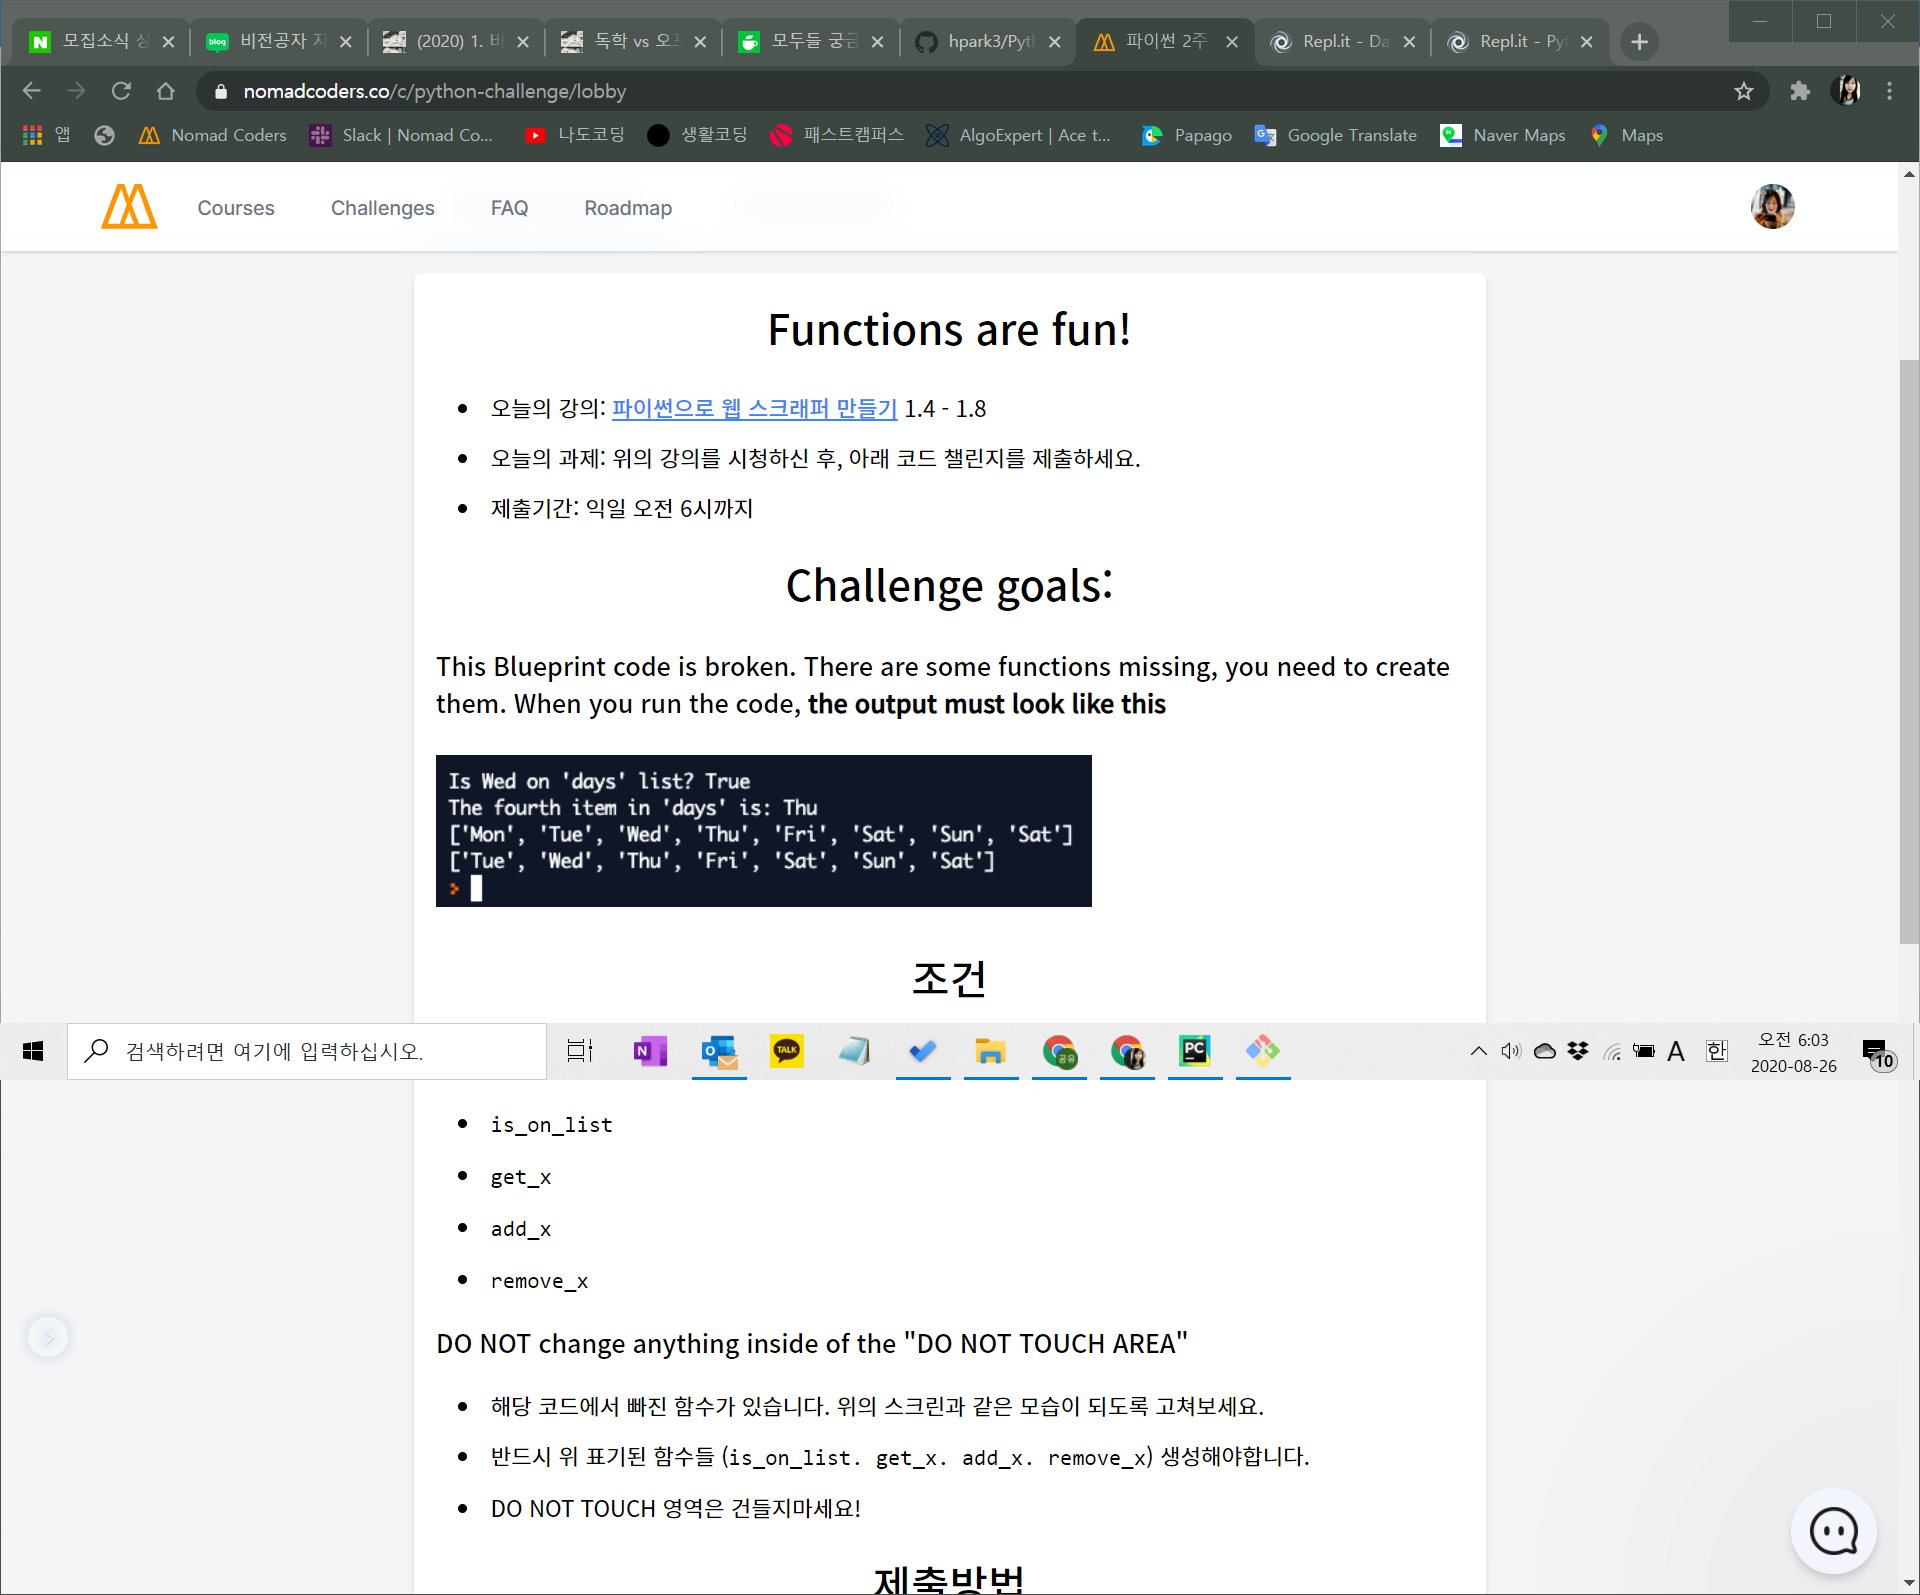 모집소식 상
비전공자 지
(2020) 1. 비
독학 vs 오프
모두들 궁금
hpark3/Pyth
파이썬 2주
Repl.it - Da
Repl.it - Py
nomadcoders.co/c/python-challenge/lobby
앱
Nomad Coders
Slack | Nomad Co...
나도코딩
생활코딩
패스트캠퍼스
AlgoExpert | Ace t...
Papago
Google Translate
Naver Maps
Maps
Courses
Challenges
FAQ
Roadmap
Functions are fun!
오늘의 강의: 파이썬으로 웹 스크래퍼 만들기 1.4 - 1.8
오늘의 과제: 위의 강의를 시청하신 후, 아래 코드 챌린지를 제출하세요.
제출기간: 익일 오전 6시까지
Challenge goals:
This Blueprint code is broken. There are some functions missing, you need to create
them. When you run the code, the output must look like this
Is Wed on 'days' list? True
The fourth item in 'days' is: Thu
['Mon', 'Tue', 'Wed', 'Thu', 'Fri', 'Sat', 'Sun', 'Sat']
['Tue', 'Wed', 'Thu', 'Fri', 'Sat', 'Sun', 'Sat']
>
조건
검색하려면 여기에 입력하십시오.
TALK
공유
PC
A
한
오전 6:03
2020-08-26
10
is_on_list
get_x
add_x
remove_x
DO NOT change anything inside of the "DO NOT TOUCH AREA"
해당 코드에서 빠진 함수가 있습니다. 위의 스크린과 같은 모습이 되도록 고쳐보세요.
반드시 위 표기된 함수들 (is_on_list. get_x. add_x. remove_x) 생성해야합니다.
DO NOT TOUCH 영역은 건들지마세요!
제출방법